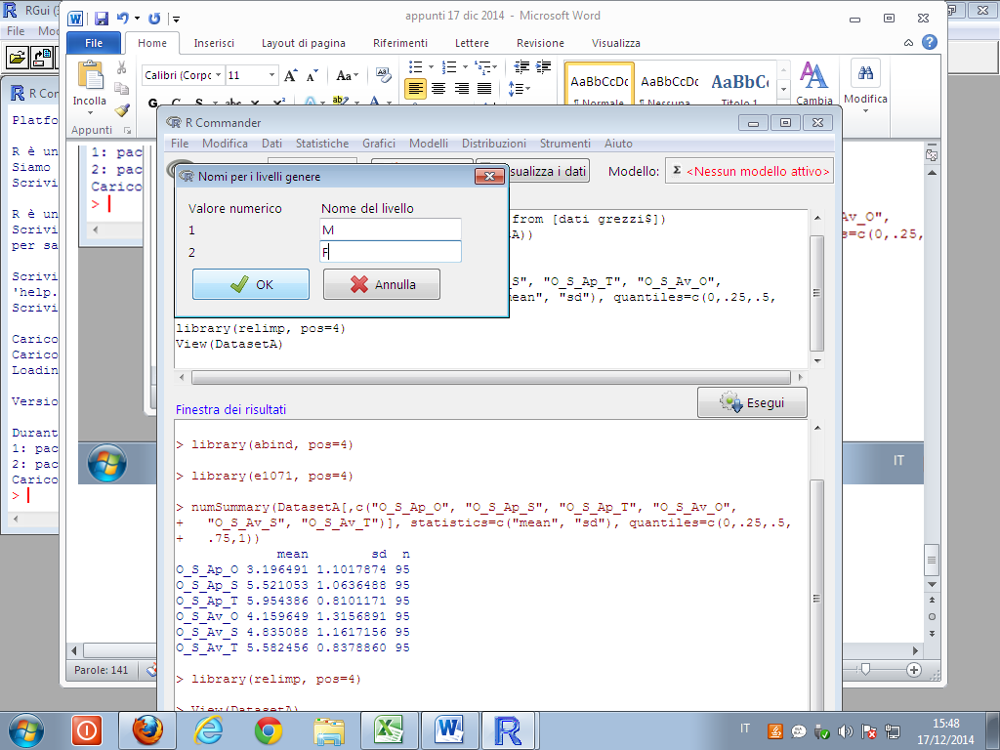 RGui (
appunti 17 dic 2014 - Microsoft Word
File
File
Home
Inserisci
Layout di pagina
Riferimenti
Lettere
Revisione
Visualizza
Calibri (Corpo
11
Aa
AaBbCcDc
AaBbCcDc
AaBbC
Incolla
G
C
S
abc
¶ Normale
¶ Nessuna
Titolo 1
Cambia
Modifica
Appunti
R Commander
File
Modifica
Dati
Statistiche
Grafici
Modelli
Distribuzioni
Strumenti
Aiuto
sualizza i dati
Modello:
Σ <Nessun modello attivo>
Nomi per i livelli genere
Valore numerico
Nome del livello
1
M
2
F
OK
Annulla
from [dati grezzi$])
A))
S", "O_S_Ap_T", "O_S_Av_O",
ean", "sd"), quantiles=c(0,.25,.5,
library(relimp, pos=4)
View(DatasetA)
Esegui
Finestra dei risultati
> library(abind, pos=4)
> library(e1071, pos=4)
> numSummary(DatasetA[,c("O_S_Ap_O", "O_S_Ap_S", "O_S_Ap_T", "O_S_Av_O",
+ "O_S_Av_S", "O_S_Av_T")], statistics=c("mean", "sd"), quantiles=c(0,.25,.5,
+ .75,1))
mean sd n
O_S_Ap_O 3.196491 1.1017874 95
O_S_Ap_S 5.521053 1.0636488 95
O_S_Ap_T 5.954386 0.8101171 95
O_S_Av_O 4.159649 1.3156891 95
O_S_Av_S 4.835088 1.1617156 95
O_S_Av_T 5.582456 0.8378860 95
> library(relimp, pos=4)
> View(DatasetA)
R Con
Platfo
R è un
Siamo
Scrivi
R è un
Scrivi
per sa
Scrivi
'help.
Scrivi
Carico
Carico
Loadin
Versio
Durant
1: pac
2: pac
Carico
>
1: pac
2: pac
Carico
>
Av_O",
s=c(0,.25,
IT
Parole: 141
IT
15:48
17/12/2014